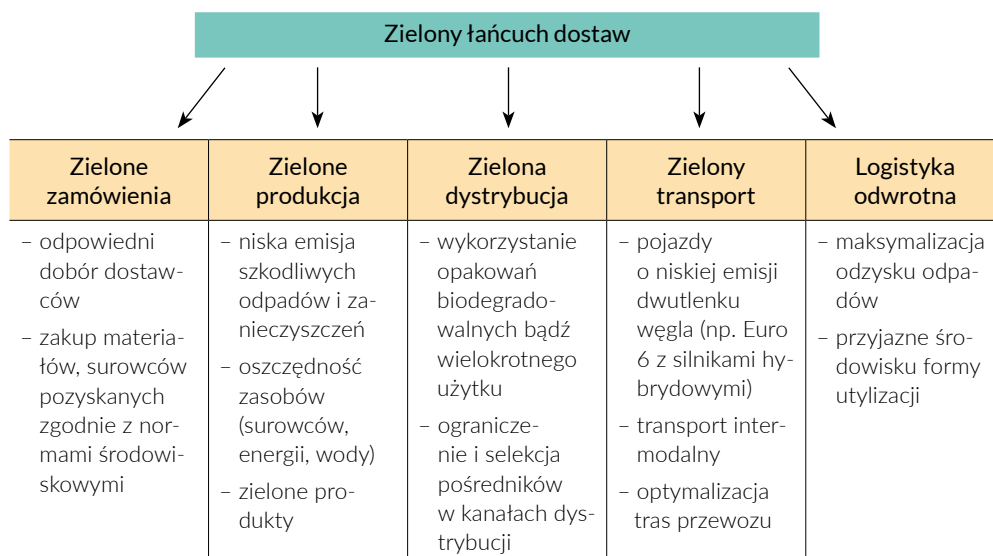 Zielony łańcuch dostaw
Zielone
zamówienia
– odpowiedni
dobór dostaw-
ców
– zakup materia-
łów, surowców
pozyskanych
zgodnie z nor-
mami środowi-
skowymi
Zielone
produkcja
– niska emisja
szkodliwych
odpadów i za-
nieczyszczeń
– oszczędność
zasobów
(surowców,
energii, wody)
– zielone pro-
dukty
Zielona
dystrybucja
– wykorzystanie
opakowań
biodegrado-
walnych bądź
wielokrotnego
użytku
– ogranicze-
nie i selekcja
pośredników
w kanałach dys-
trybucji
Zielony
transport
– pojazdy
o niskiej emisji
dwutlenku
węgla (np. Euro
6 z silnikami hy-
brydowymi)
– transport inter-
modalny
– optymalizacja
tras przewozu
Logistyka
odwrotna
– maksymalizacja
odzysku odpa-
dów
– przyjazne śro-
dowisku formy
utylizacji